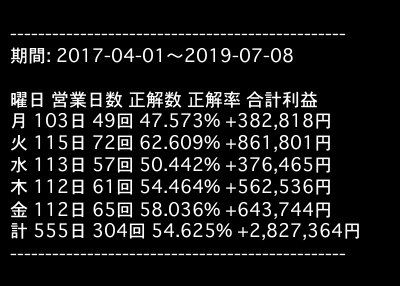 ------------------------------------------------
期間: 2017-04-01〜2019-07-08
曜日 営業日数 正解数 正解率 合計利益
月 103日 49回 47.573% +382,818円
火 115日 72回 62.609% +861,801円
水 113日 57回 50.442% +376,465円
木 112日 61回 54.464% +562,536円
金 112日 65回 58.036% +643,744円
計 555日 304回 54.625% +2,827,364円
------------------------------------------------